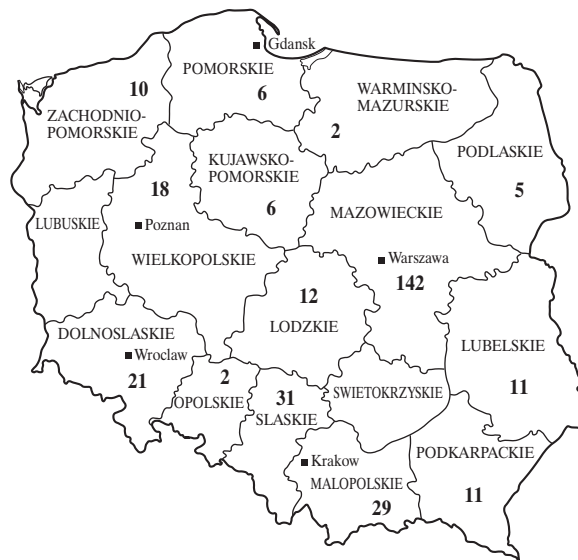 Gdansk
POMORSKIE
6
10
ZACHODNIO-
POMORSKIE
WARMINSKO-
MAZURSKIE
2
PODLASKIE
5
KUJAWSKO-
POMORSKIE
6
18
Poznan
WIELKOPOLSKIE
LUBUSKIE
MAZOWIECKIE
Warszawa
142
12
LODZKIE
DOLNOSLASKIE
Wroclaw
21
2
OPOLSKIE
31
SLASKIE
SWIETOKRZYSKIE
LUBELSKIE
11
Krakow
MALOPOLSKIE
29
PODKARPACKIE
11